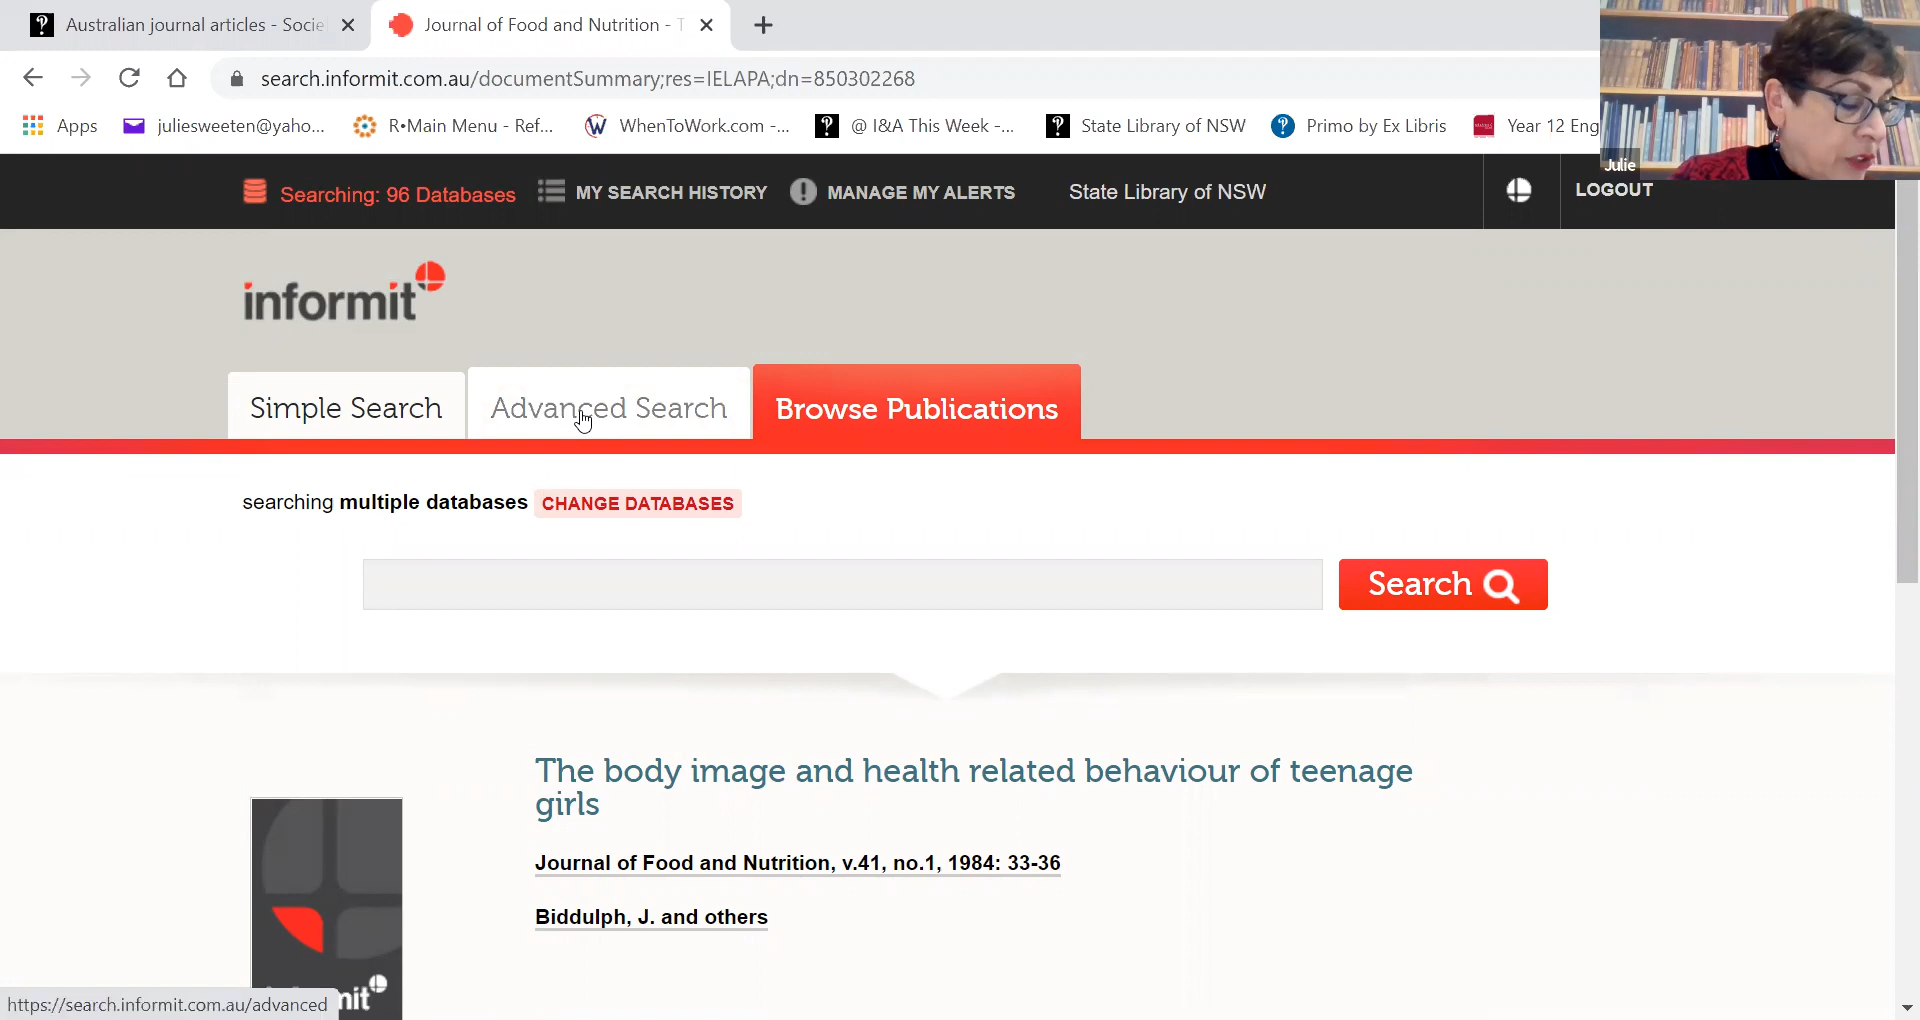 Australian journal articles - Socie
Journal of Food and Nutrition - T
search.informit.com.au/documentSummary;res=IELAPA;dn=850302268
Apps
juliesweeten@yaho...
R•Main Menu - Ref...
WhenToWork.com -...
@ I&A This Week -...
State Library of NSW
Primo by Ex Libris
Year 12 Eng
Julie
Searching: 96 Databases
MY SEARCH HISTORY
MANAGE MY ALERTS
State Library of NSW
LOGOUT
informit
Simple Search
Advanced Search
Browse Publications
searching multiple databases CHANGE DATABASES
Search
The body image and health related behaviour of teenage
girls
Journal of Food and Nutrition, v.41, no.1, 1984: 33-36
Biddulph, J. and others
https://search.informit.com.au/advanced